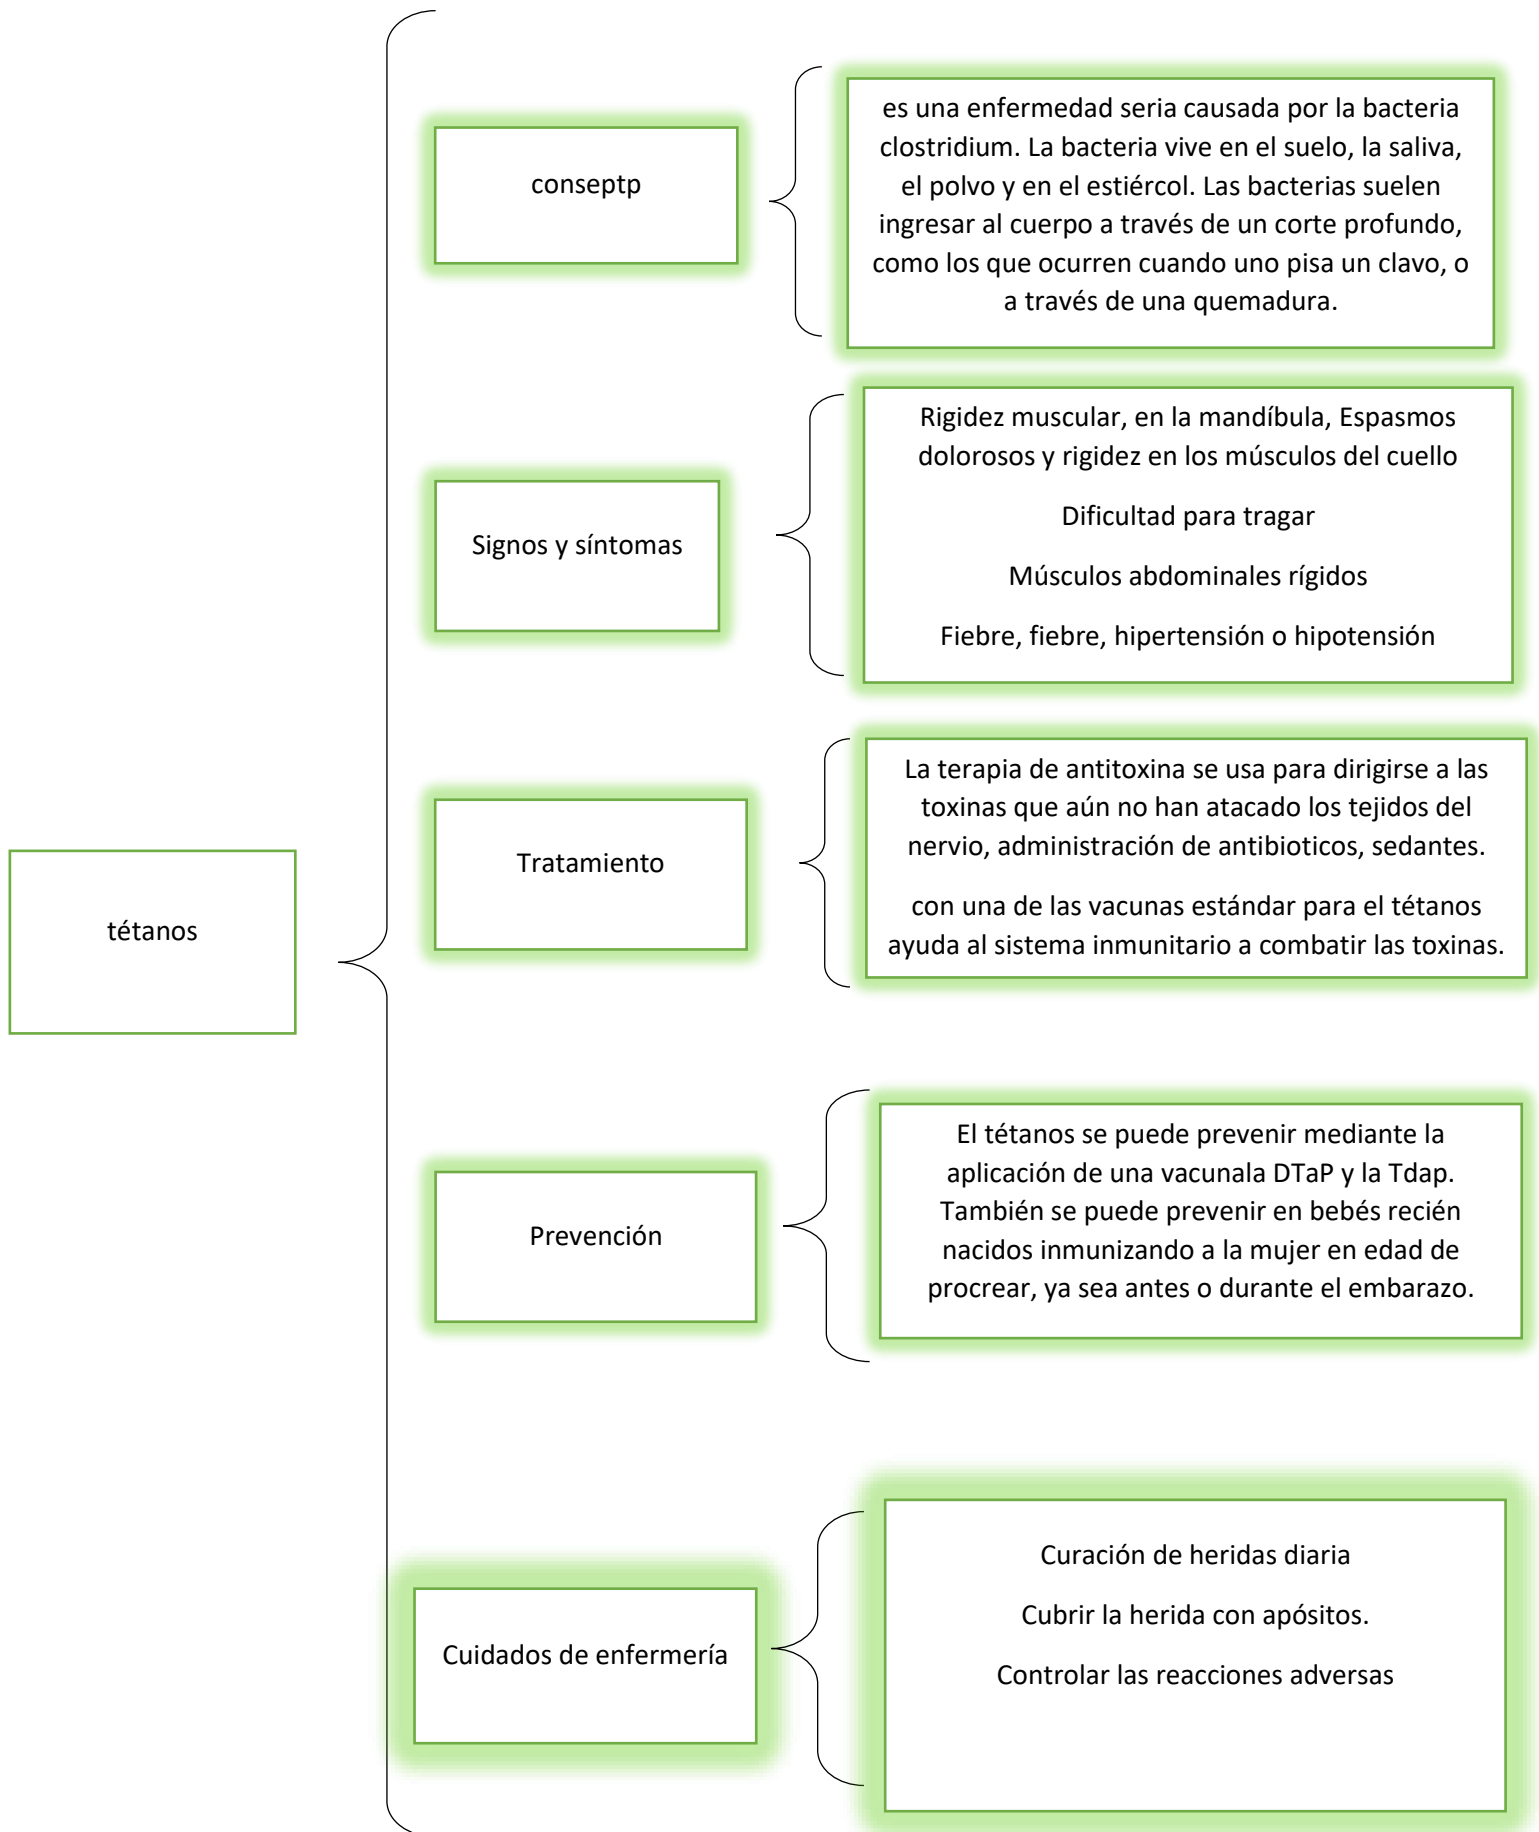 tétanos
conseptp
es una enfermedad seria causada por la bacteria
clostridium. La bacteria vive en el suelo, la saliva,
el polvo y en el estiércol. Las bacterias suelen
ingresar al cuerpo a través de un corte profundo,
como los que ocurren cuando uno pisa un clavo, o
a través de una quemadura.
Signos y síntomas
Rigidez muscular, en la mandíbula, Espasmos
dolorosos y rigidez en los músculos del cuello
Dificultad para tragar
Músculos abdominales rígidos
Fiebre, fiebre, hipertensión o hipotensión
Tratamiento
La terapia de antitoxina se usa para dirigirse a las
toxinas que aún no han atacado los tejidos del
nervio, administración de antibioticos, sedantes.
con una de las vacunas estándar para el tétanos
ayuda al sistema inmunitario a combatir las toxinas.
Prevención
El tétanos se puede prevenir mediante la
aplicación de una vacunala DTaP y la Tdap.
También se puede prevenir en bebés recién
nacidos inmunizando a la mujer en edad de
procrear, ya sea antes o durante el embarazo.
Cuidados de enfermería
Curación de heridas diaria
Cubrir la herida con apósitos.
Controlar las reacciones adversas